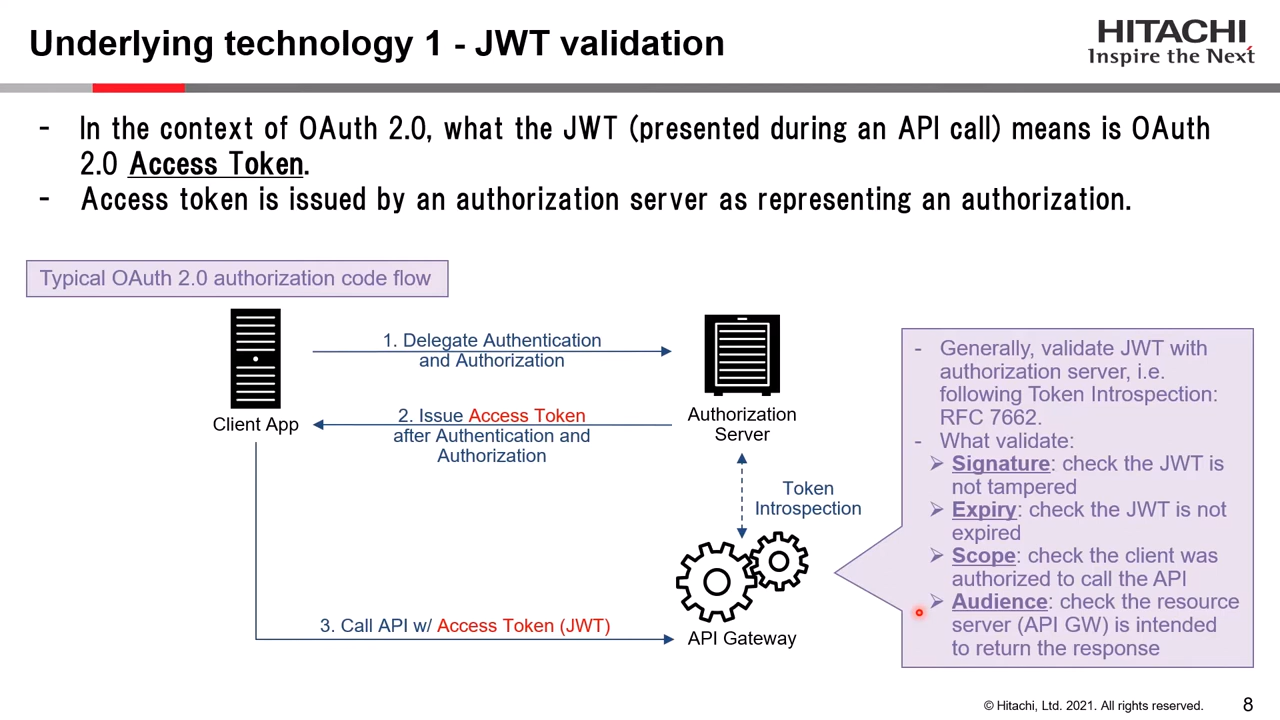 Underlying technology 1 - JWT validation
HITACHI
Inspire the Next
- In the context of OAuth 2.0, what the JWT (presented during an API call) means is OAuth
2.0 Access Token.
- Access token is issued by an authorization server as representing an authorization.
Typical OAuth 2.0 authorization code flow
1. Delegate Authentication
and Authorization
Client App
2. Issue Access Token
after Authentication and
Authorization
Authorization
Server
Token
Introspection
3. Call API w/ Access Token (JWT)
API Gateway
- Generally, validate JWT with
authorization server, i.e.
following Token Introspection:
RFC 7662.
- What validate:
➢ Signature: check the JWT is
not tampered
➢ Expiry: check the JWT is not
expired
➢ Scope: check the client was
authorized to call the API
➢ Audience: check the resource
server (API GW) is intended
to return the response
© Hitachi, Ltd. 2021. All rights reserved.
8